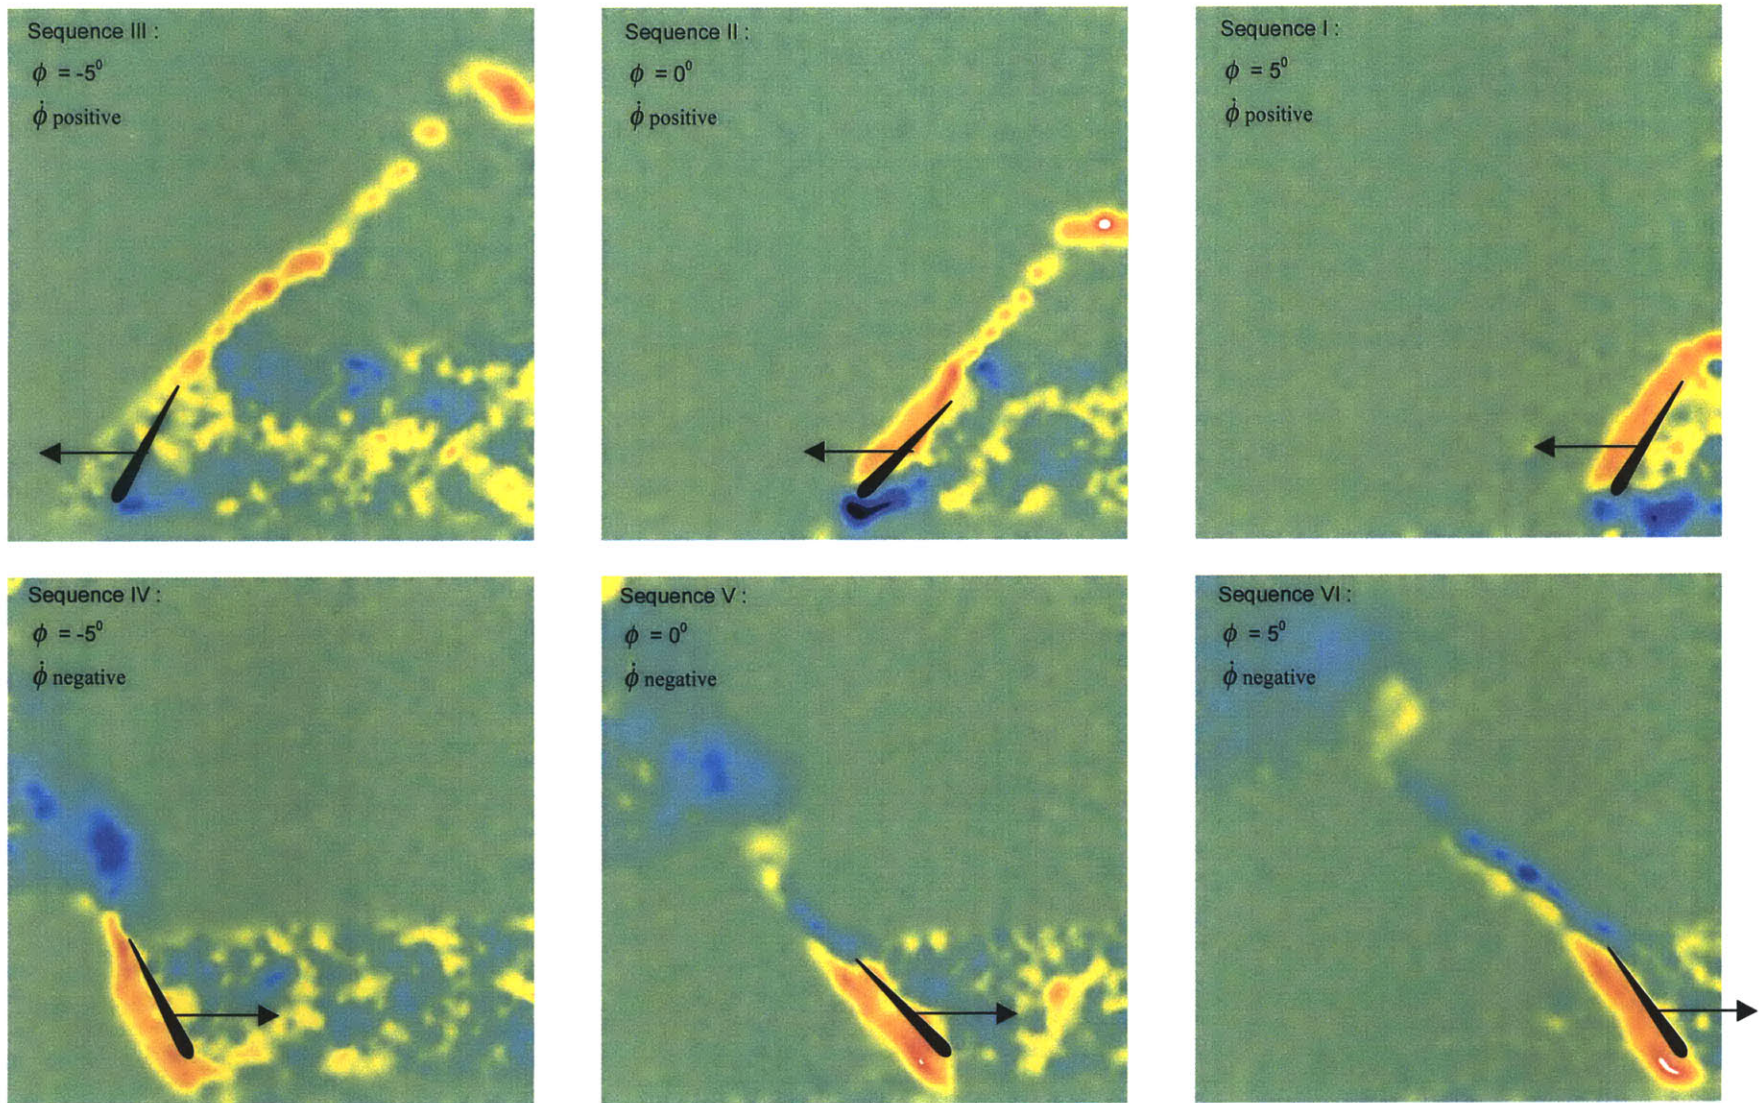 Sequence III :
ϕ = -5⁰
ϕ̇ positive
Sequence II :
ϕ = 0⁰
ϕ̇ positive
Sequence I :
ϕ = 5⁰
ϕ̇ positive
Sequence IV :
ϕ = -5⁰
ϕ̇ negative
Sequence V :
ϕ = 0⁰
ϕ̇ negative
Sequence VI :
ϕ = 5⁰
ϕ̇ negative